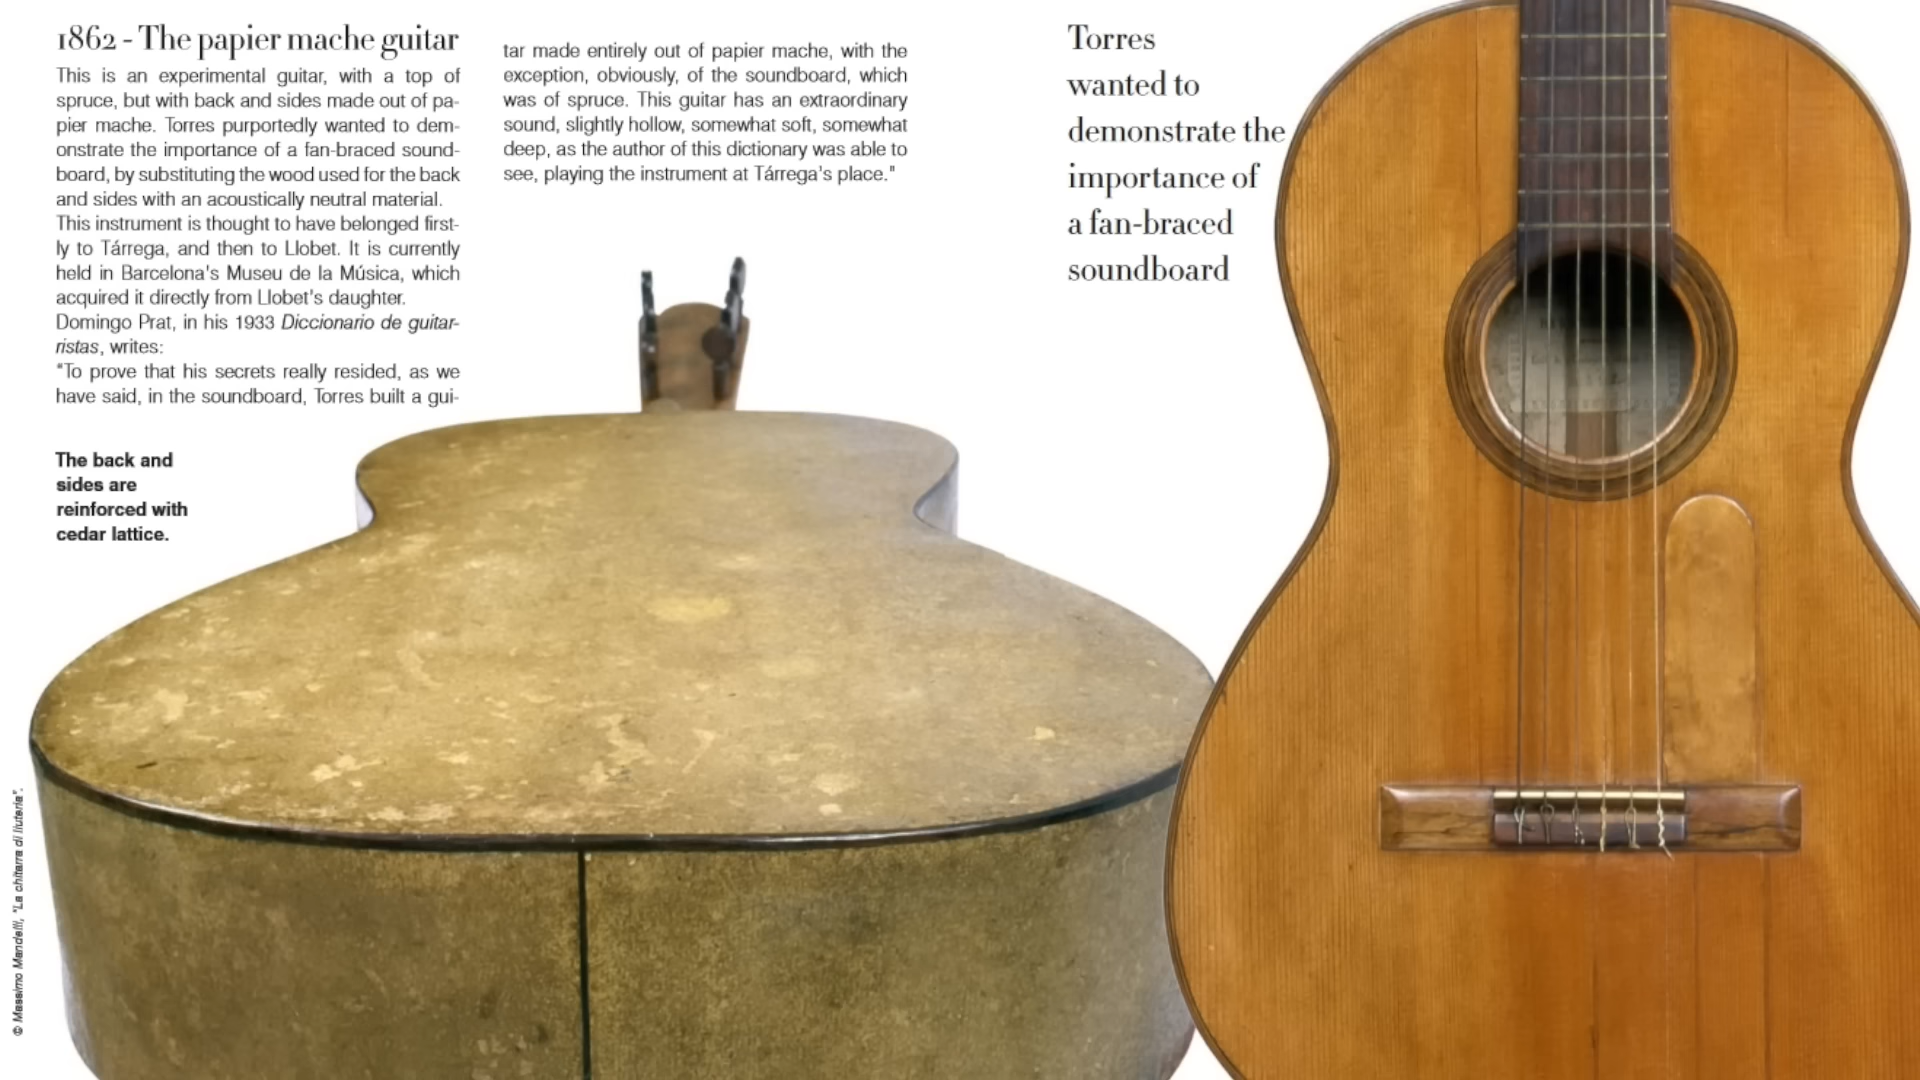 1862 - The papier mache guitar
This is an experimental guitar, with a top of
spruce, but with back and sides made out of pa-
pier mache. Torres purportedly wanted to dem-
onstrate the importance of a fan-braced sound-
board, by substituting the wood used for the back
and sides with an acoustically neutral material.
This instrument is thought to have belonged first-
ly to Tárrega, and then to Llobet. It is currently
held in Barcelona's Museu de la Música, which
acquired it directly from Llobet's daughter.
Domingo Prat, in his 1933 Diccionario de guitar-
ristas, writes:
"To prove that his secrets really resided, as we
have said, in the soundboard, Torres built a gui-
tar made entirely out of papier mache, with the
exception, obviously, of the soundboard, which
was of spruce. This guitar has an extraordinary
sound, slightly hollow, somewhat soft, somewhat
deep, as the author of this dictionary was able to
see, playing the instrument at Tárrega's place."
The back and
sides are
reinforced with
cedar lattice.
Torres
wanted to
demonstrate the
importance of
a fan-braced
soundboard
© Massimo Mandelli, "La chitarra di liuteria".